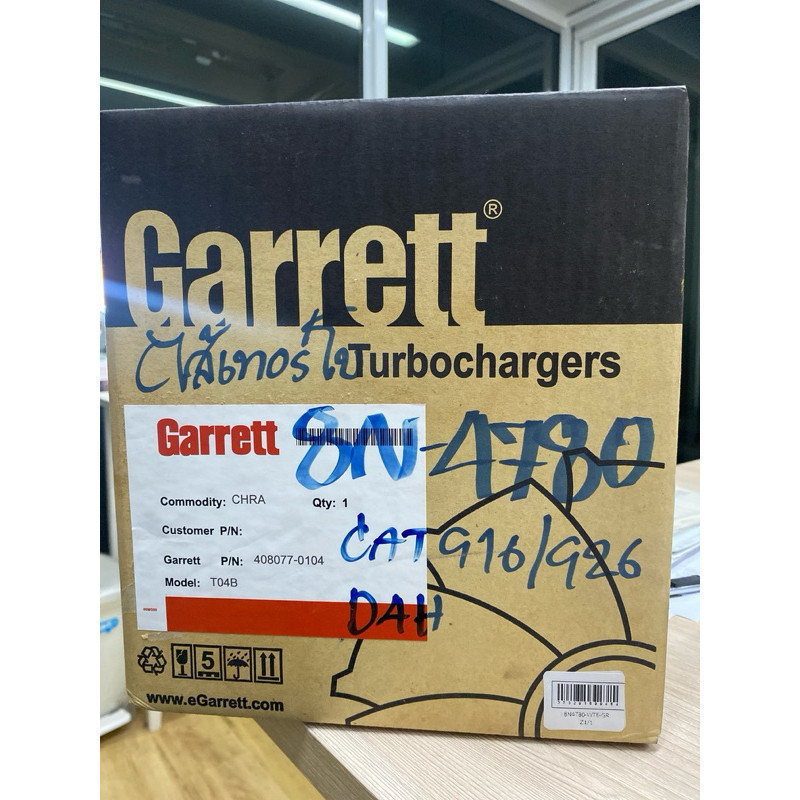 Garrett®
ไส้เทอร์โบ
Turbochargers
Garrett
8N-4780
Commodity: CHRA Qty: 1
Customer P/N:
CAT 916/926
Garrett P/N: 408077-0104
Model: T04B
D4H
5
www.eGarrett.com